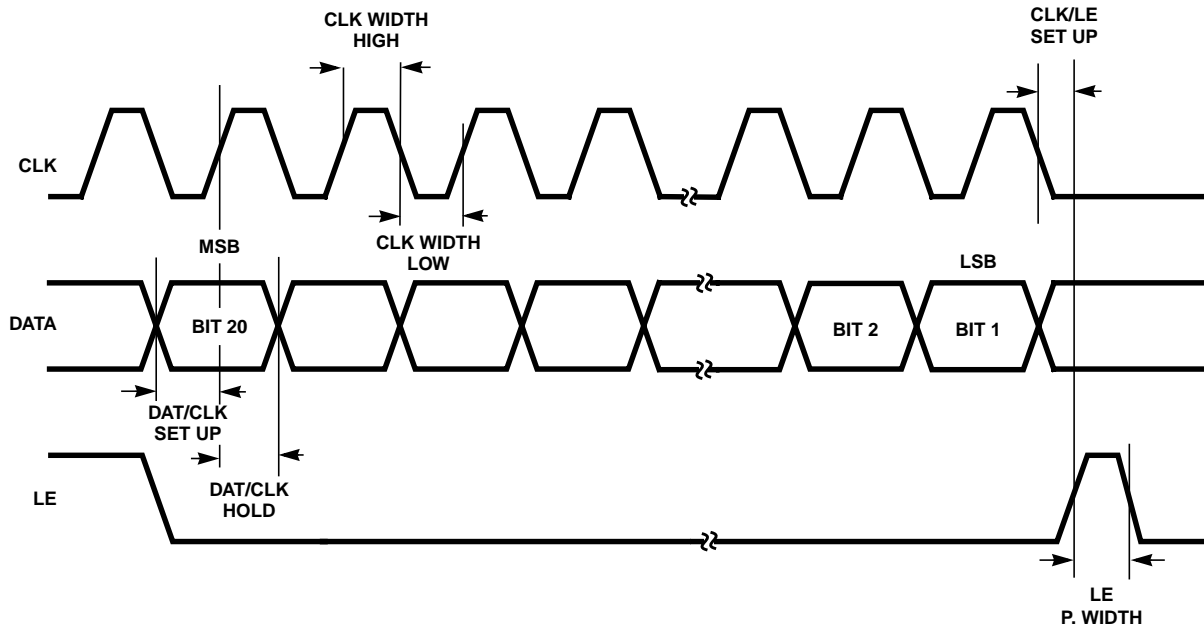 CLK WIDTH
HIGH
CLK/LE
SET UP
CLK
CLK WIDTH
LOW
MSB
LSB
DATA
BIT 20
BIT 2
BIT 1
DAT/CLK
SET UP
DAT/CLK
HOLD
LE
LE
P. WIDTH